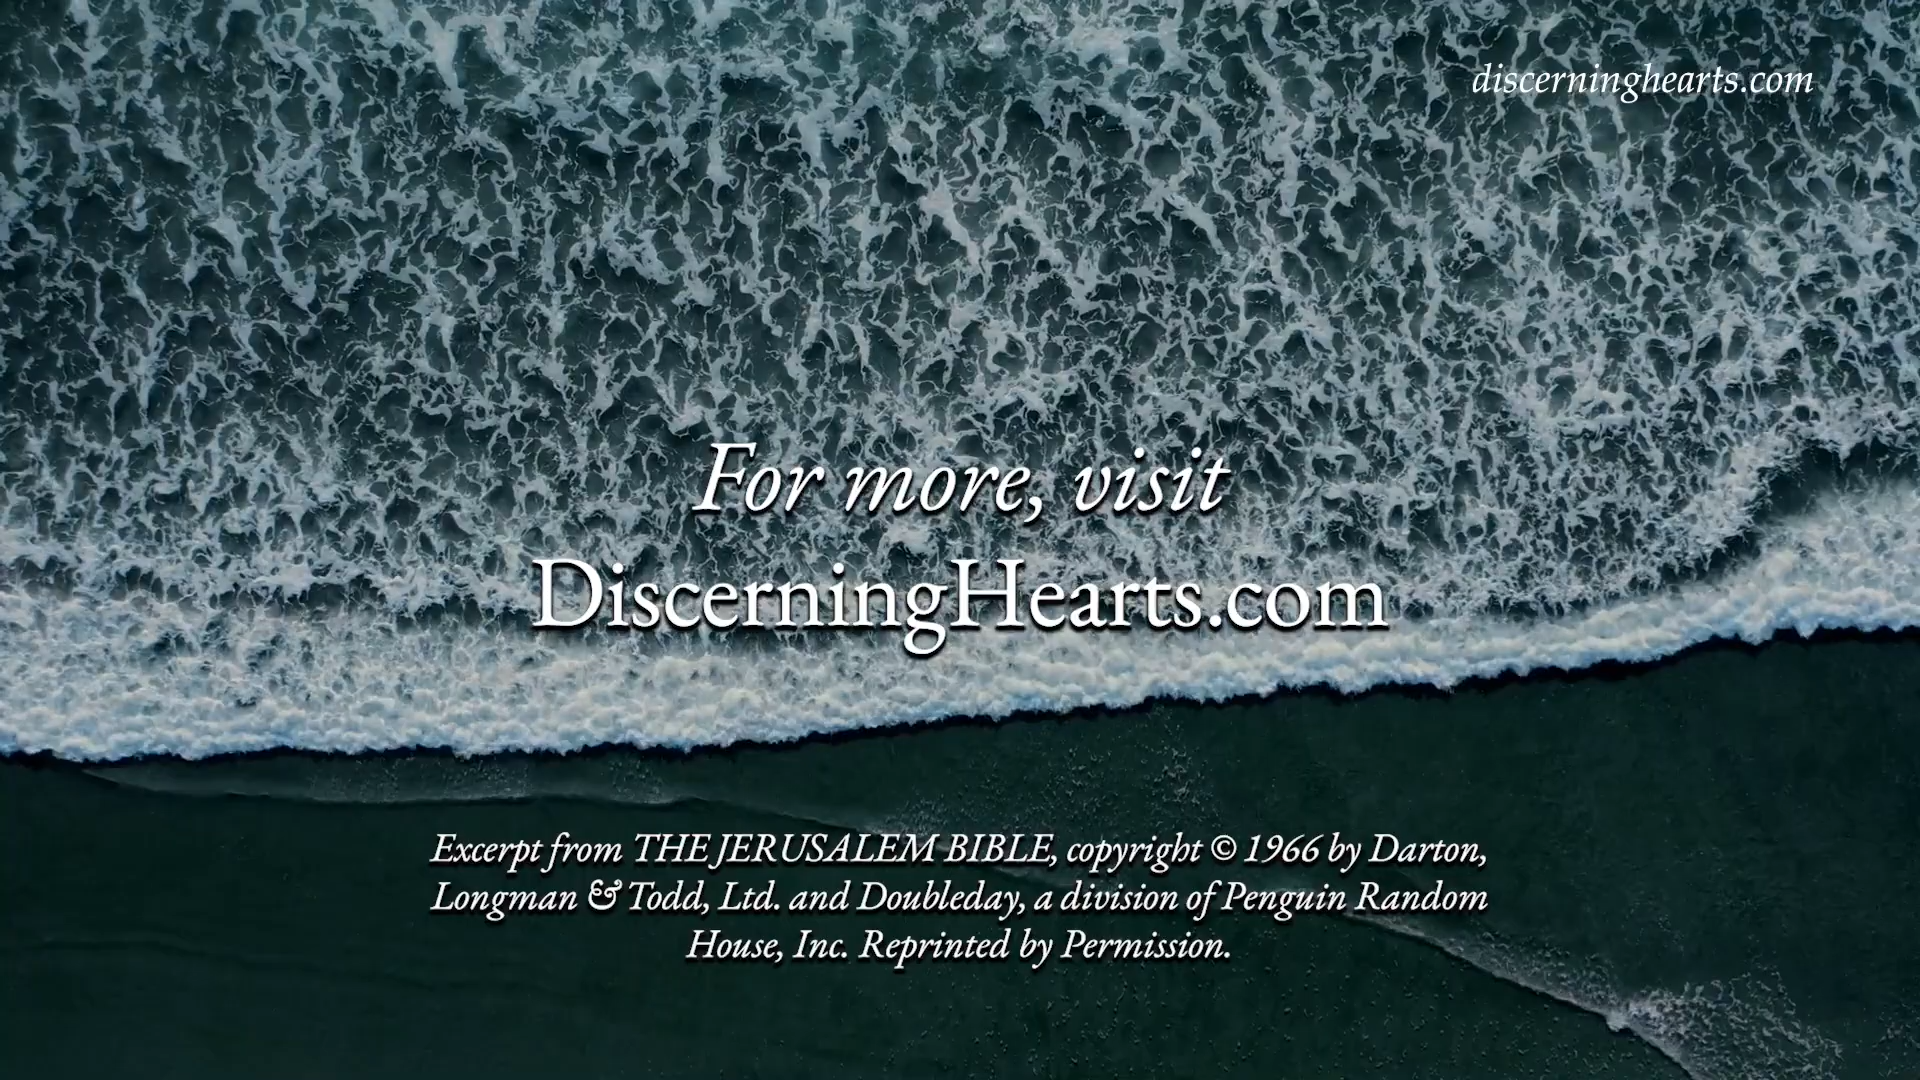 discerninghearts.com
For more, visit
DiscerningHearts.com
Excerpt from THE JERUSALEM BIBLE, copyright © 1966 by Darton,
Longman & Todd, Ltd. and Doubleday, a division of Penguin Random
House, Inc. Reprinted by Permission.